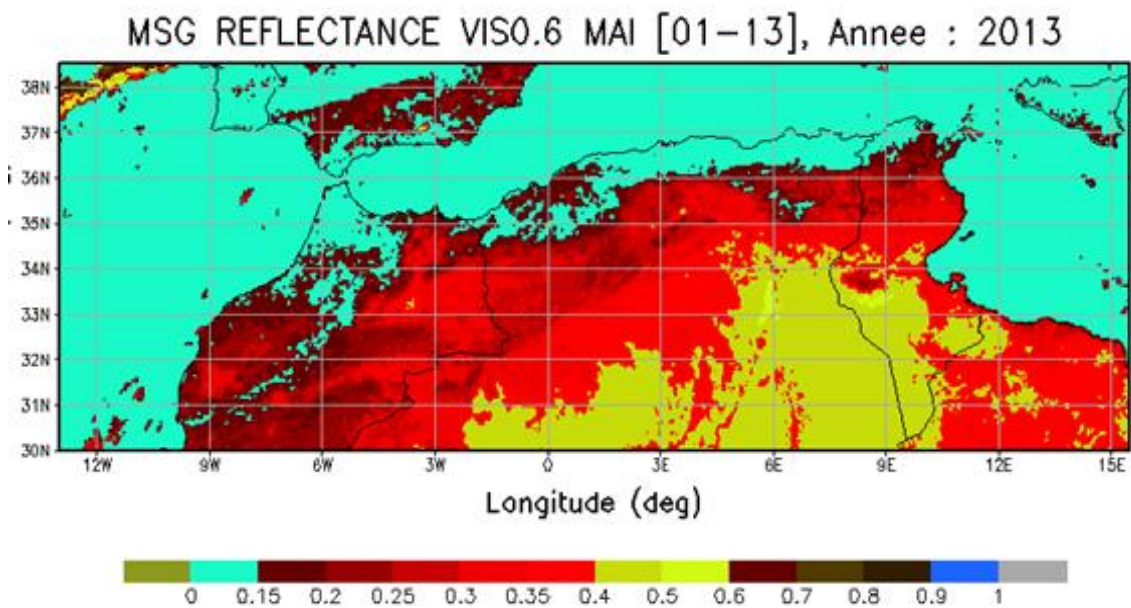 MSG REFLECTANCE VIS0.6 MAI [01-13], Annee : 2013
38N
37N
36N
35N
34N
33N
32N
31N
30N
12W 9W 6W 3W 0 3E 6E 9E 12E 15E
Longitude (deg)
0 0.15 0.2 0.25 0.3 0.35 0.4 0.5 0.6 0.7 0.8 0.9 1